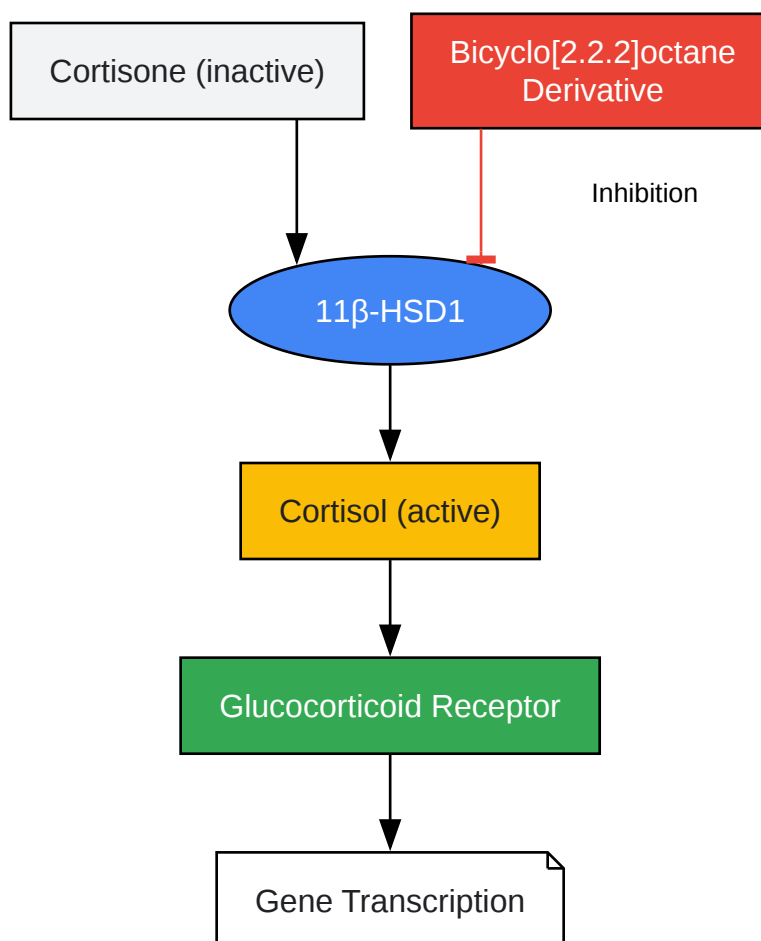 Cortisone (inactive)
Bicyclo[2.2.2]octane
Derivative
Inhibition
11β-HSD1
Cortisol (active)
Glucocorticoid Receptor
Gene Transcription